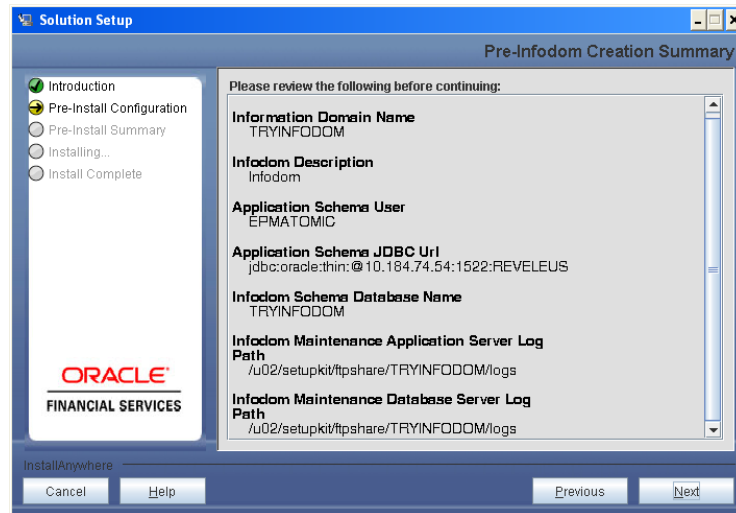 Solution Setup
Pre-Infodom Creation Summary
Introduction
Pre-Install Configuration
Pre-Install Summary
Installing...
Install Complete
ORACLE
FINANCIAL SERVICES
Please review the following before continuing:
Information Domain Name
TRYINFODOM
Infodom Description
Infodom
Application Schema User
EPMATOMIC
Application Schema JDBC Url
jdbc:oracle:thin:@10.184.74.54:1522:REVELEUS
Infodom Schema Database Name
TRYINFODOM
Infodom Maintenance Application Server Log
Path
/u02/setupkit/ftpshare/TRYINFODOM/logs
Infodom Maintenance Database Server Log
Path
/u02/setupkit/ftpshare/TRYINFODOM/logs
InstallAnywhere
Cancel
Help
Previous
Next